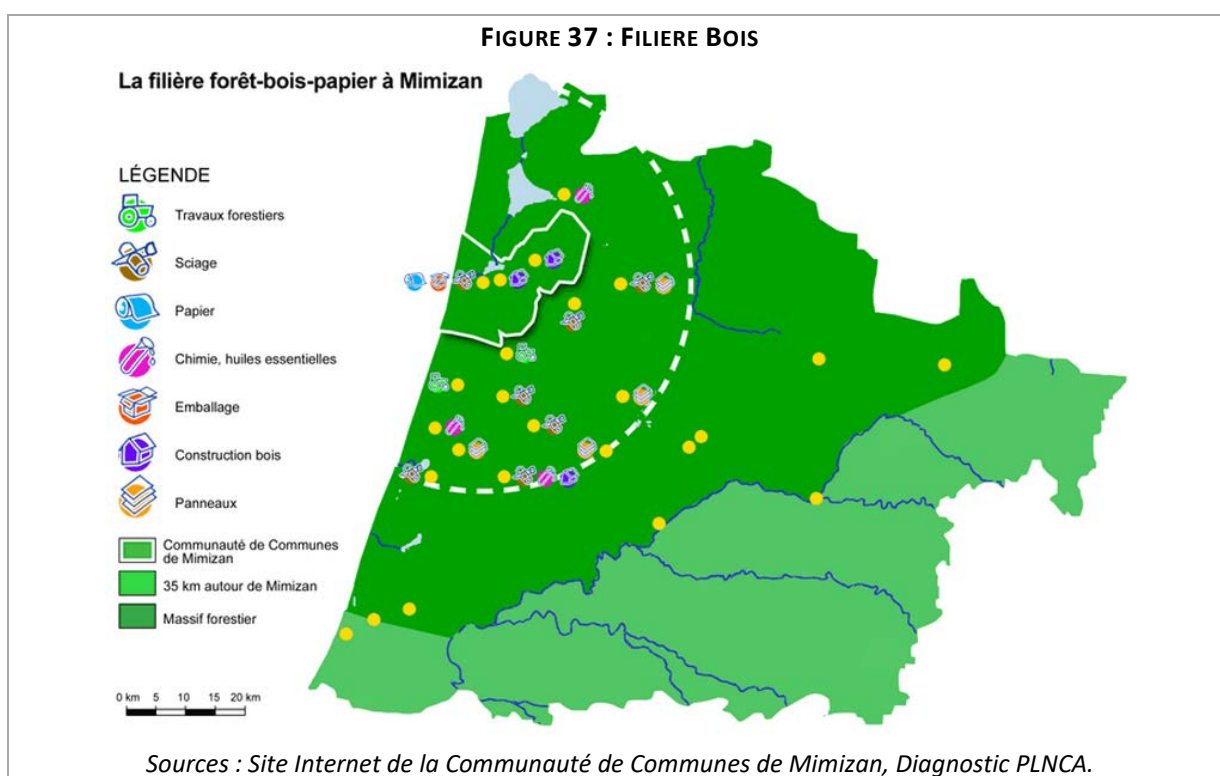 FIGURE 37 : FILIERE BOIS
La filière forêt-bois-papier à Mimizan
LÉGENDE
Travaux forestiers
Sciage
Papier
Chimie, huiles essentielles
Emballage
Construction bois
Panneaux
Communauté de Communes
de Mimizan
35 km autour de Mimizan
Massif forestier
0 km 5 10 15 20 km
Sources : Site Internet de la Communauté de Communes de Mimizan, Diagnostic PLNCA.